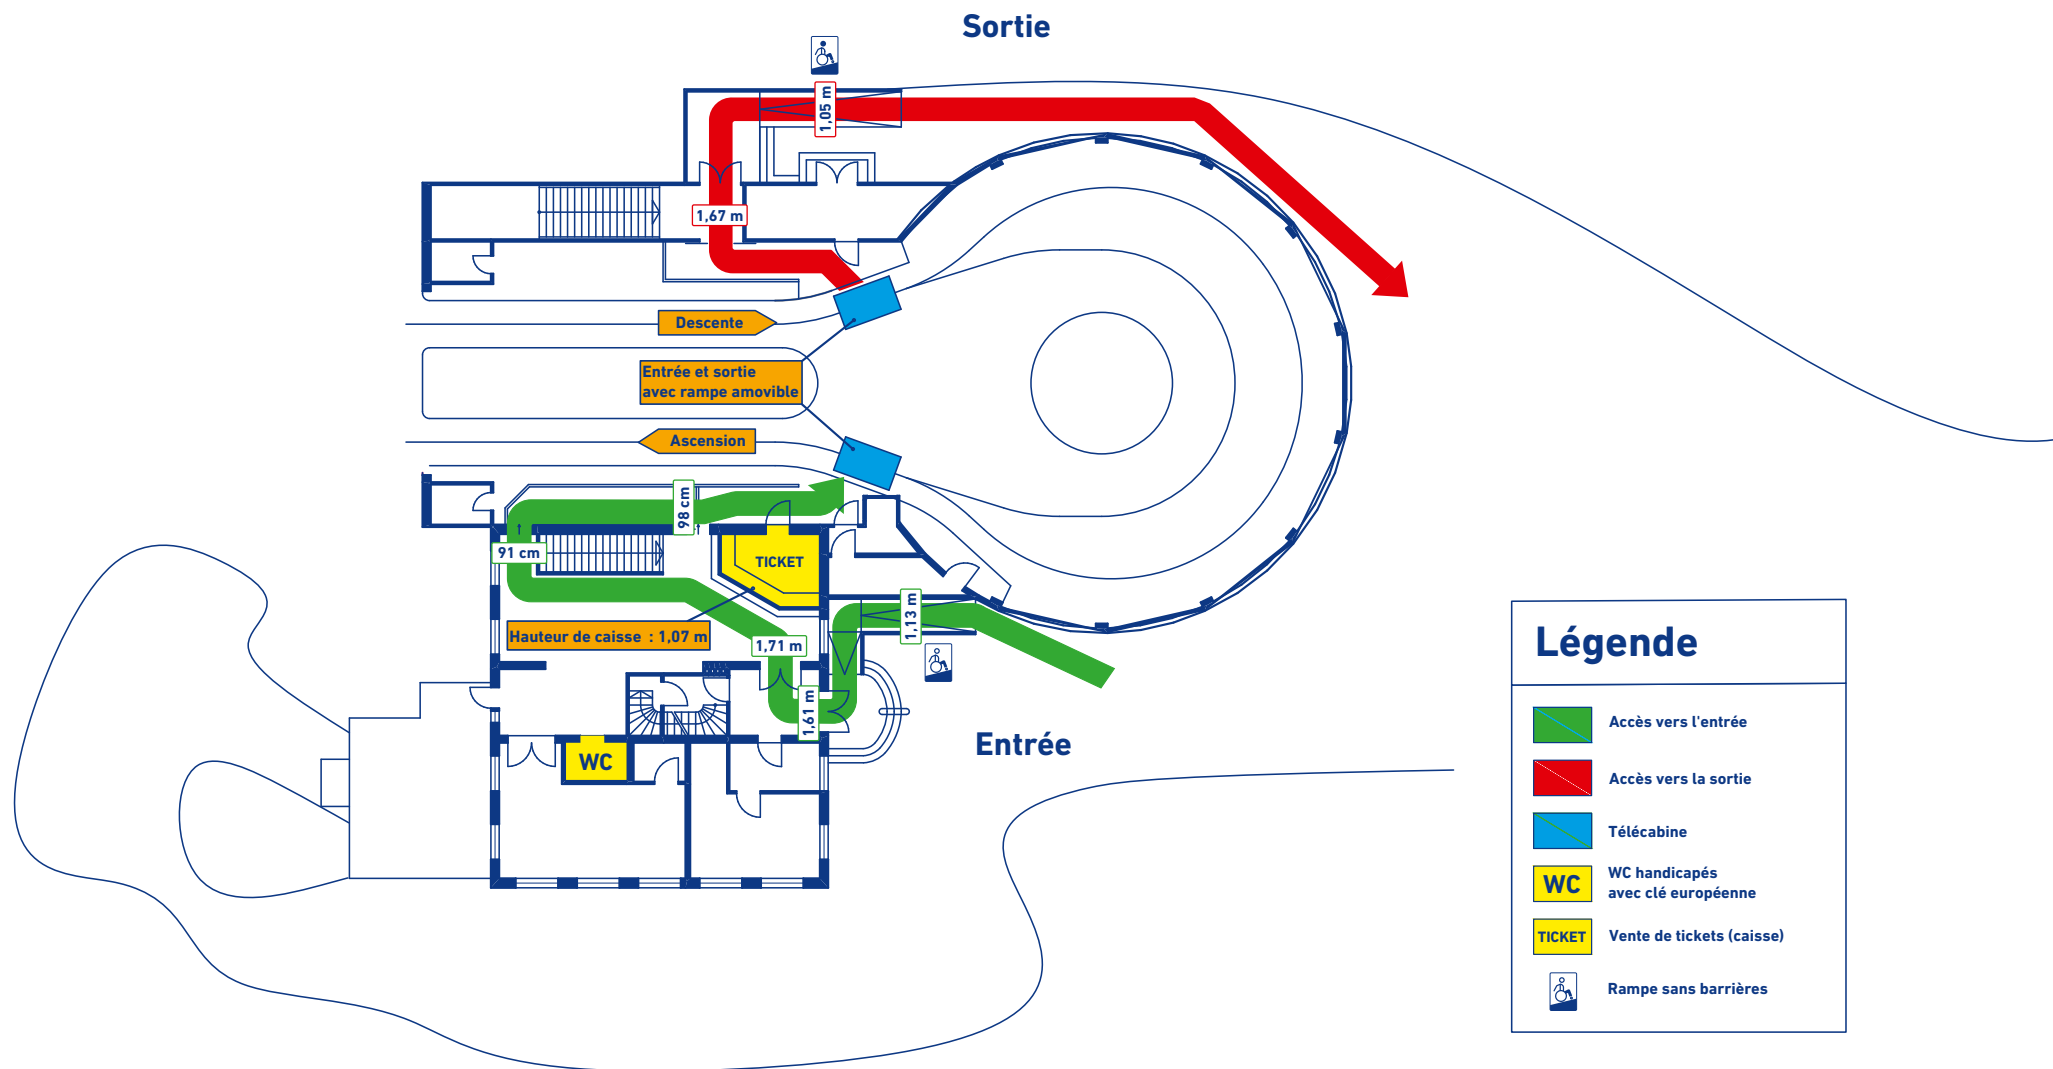 Sortie
1,05 m
1,67 m
Descente
Entrée et sortie
avec rampe amovible
Ascension
98 cm
91 cm
TICKET
1,13 m
Hauteur de caisse : 1,07 m
1,71 m
1,61 m
Entrée
WC
Légende
Accès vers l'entrée
Accès vers la sortie
Télécabine
WC
WC handicapés
avec clé européenne
TICKET
Vente de tickets (caisse)
Rampe sans barrières